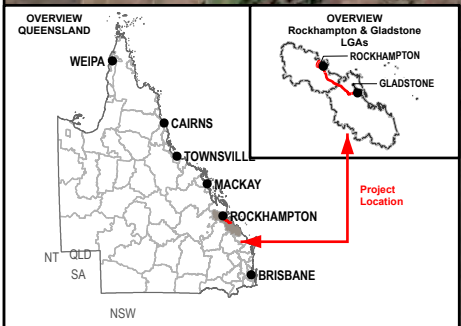 OVERVIEW
QUEENSLAND
WEIPA
CAIRNS
TOWNSVILLE
MACKAY
ROCKHAMPTON
BRISBANE
NT
QLD
SA
NSW
OVERVIEW
Rockhampton & Gladstone
LGAs
ROCKHAMPTON
GLADSTONE
Project
Location